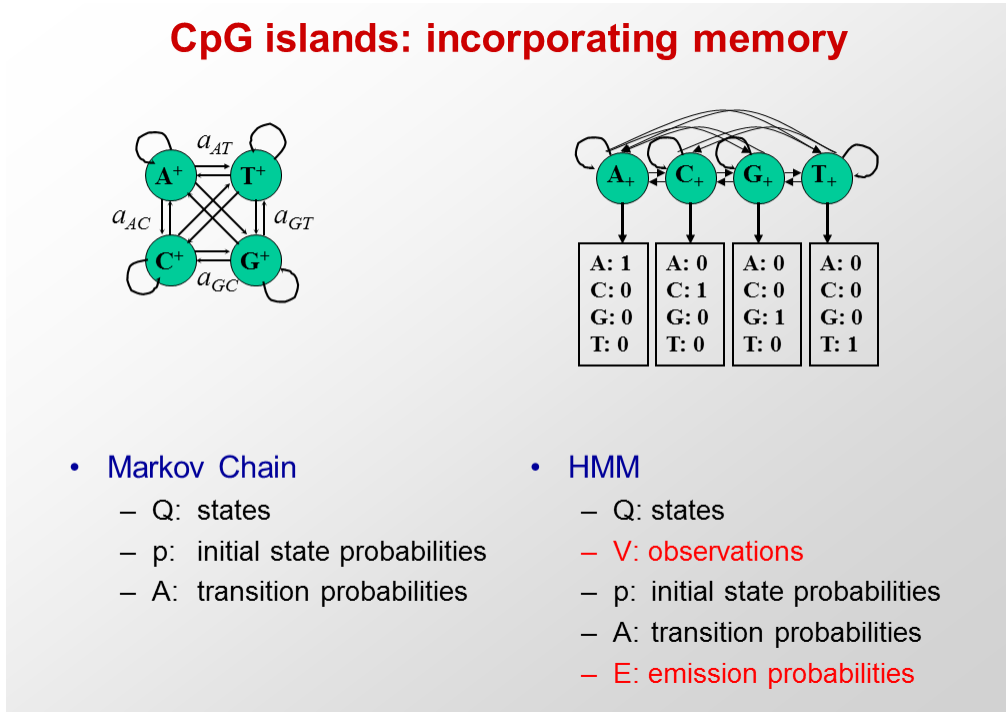 CpG islands: incorporating memory
a_AT
A⁺ T⁺
a_AC a_GT
C⁺ G⁺
a_GC
A₊ C₊ G₊ T₊
A: 1 A: 0 A: 0 A: 0
C: 0 C: 1 C: 0 C: 0
G: 0 G: 0 G: 1 G: 0
T: 0 T: 0 T: 0 T: 1
• Markov Chain
– Q: states
– p: initial state probabilities
– A: transition probabilities
• HMM
– Q: states
– V: observations
– p: initial state probabilities
– A: transition probabilities
– E: emission probabilities